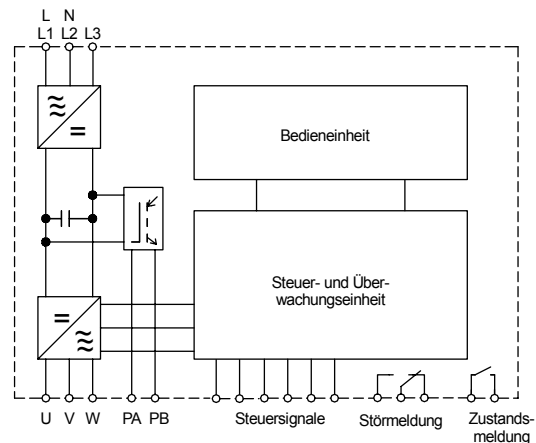 L N
L1 L2 L3
≈
=
Bedieneinheit
Steuer- und Über-
wachungseinheit
=
≈
U V W PA PB Steuersignale Störmeldung Zustands-
meldung